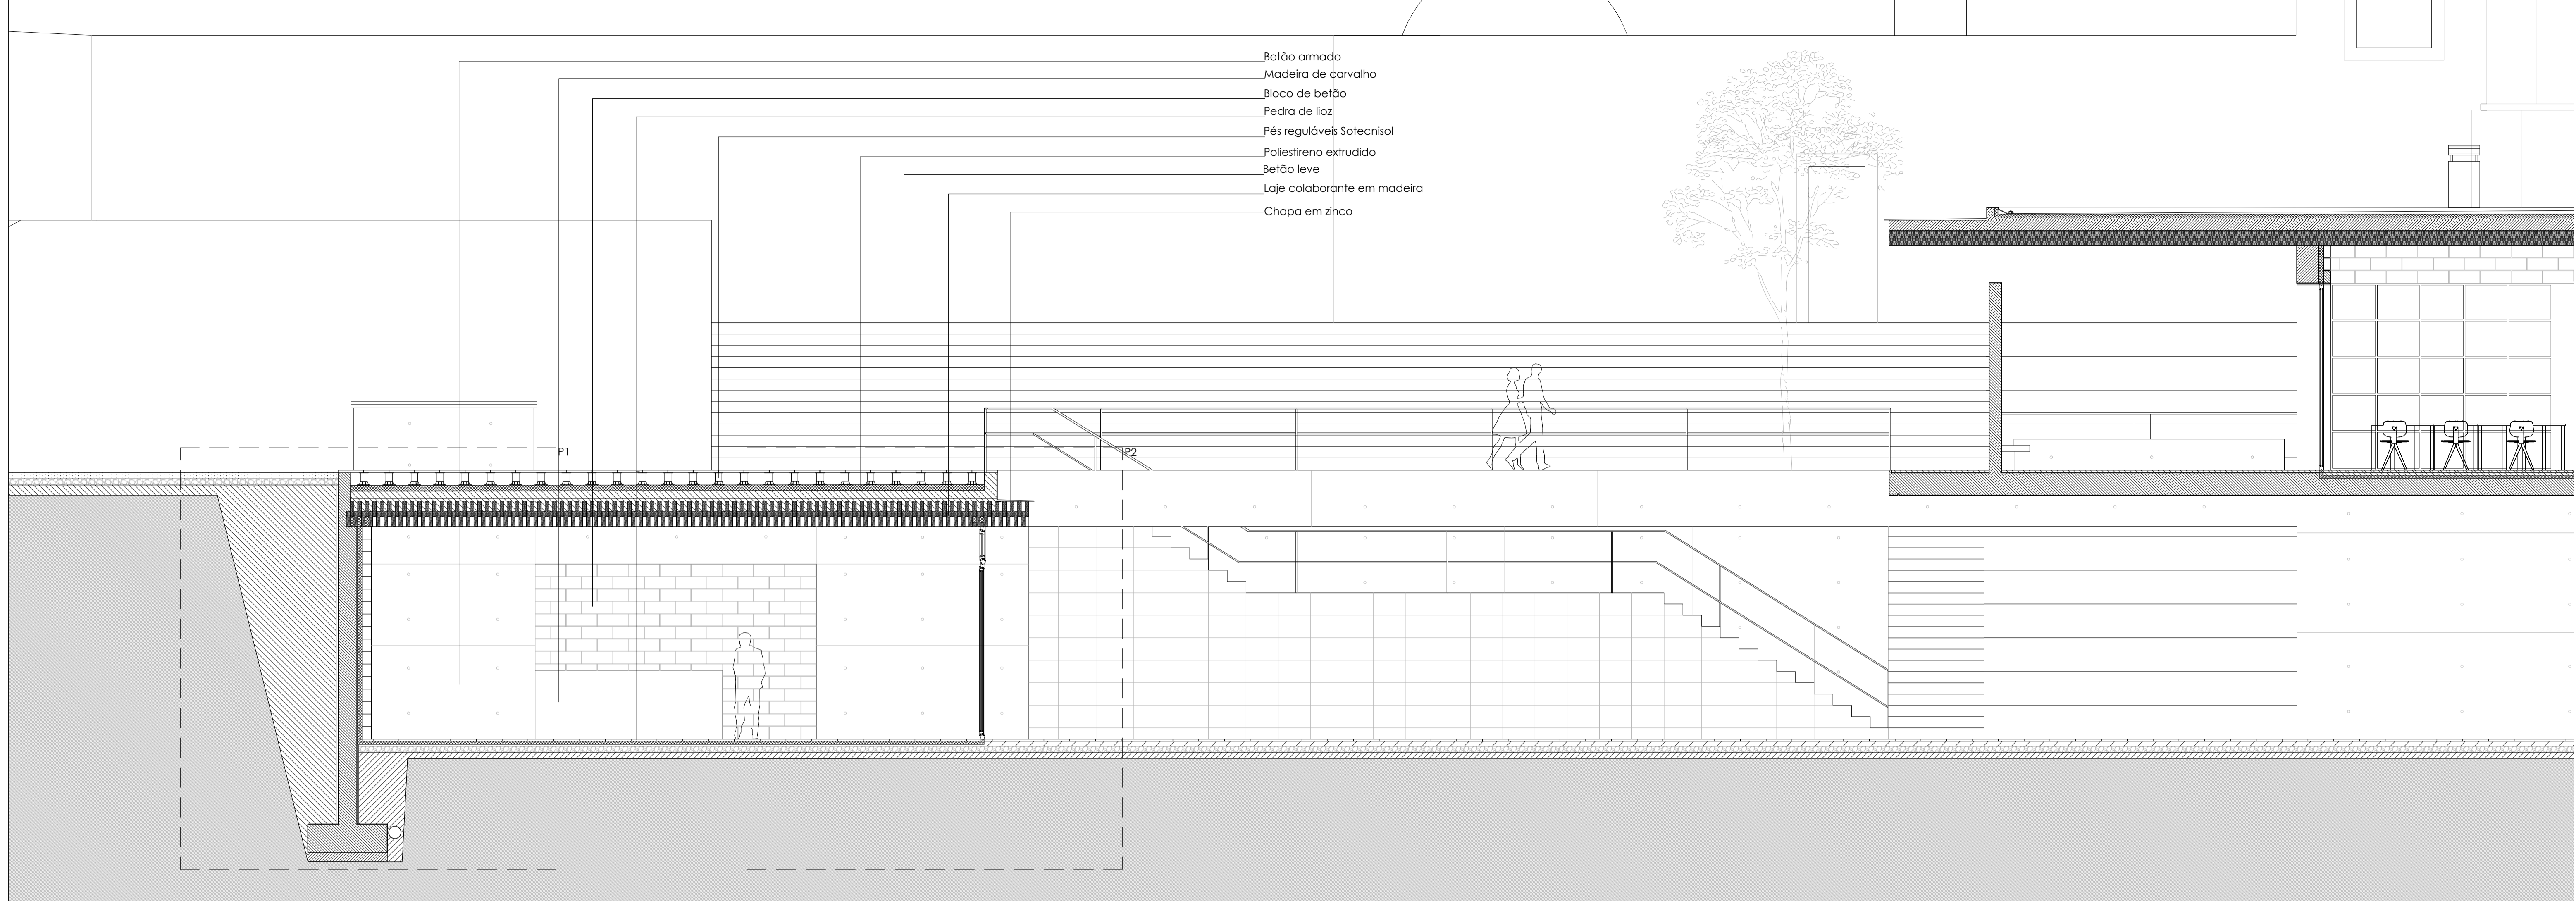 Betão armado
Madeira de carvalho
Bloco de betão
Pedra de lioz
Pés reguláveis Sotecnisol
Poliestireno extrudido
Betão leve
Laje colaborante em madeira
Chapa em zinco
P1
P2